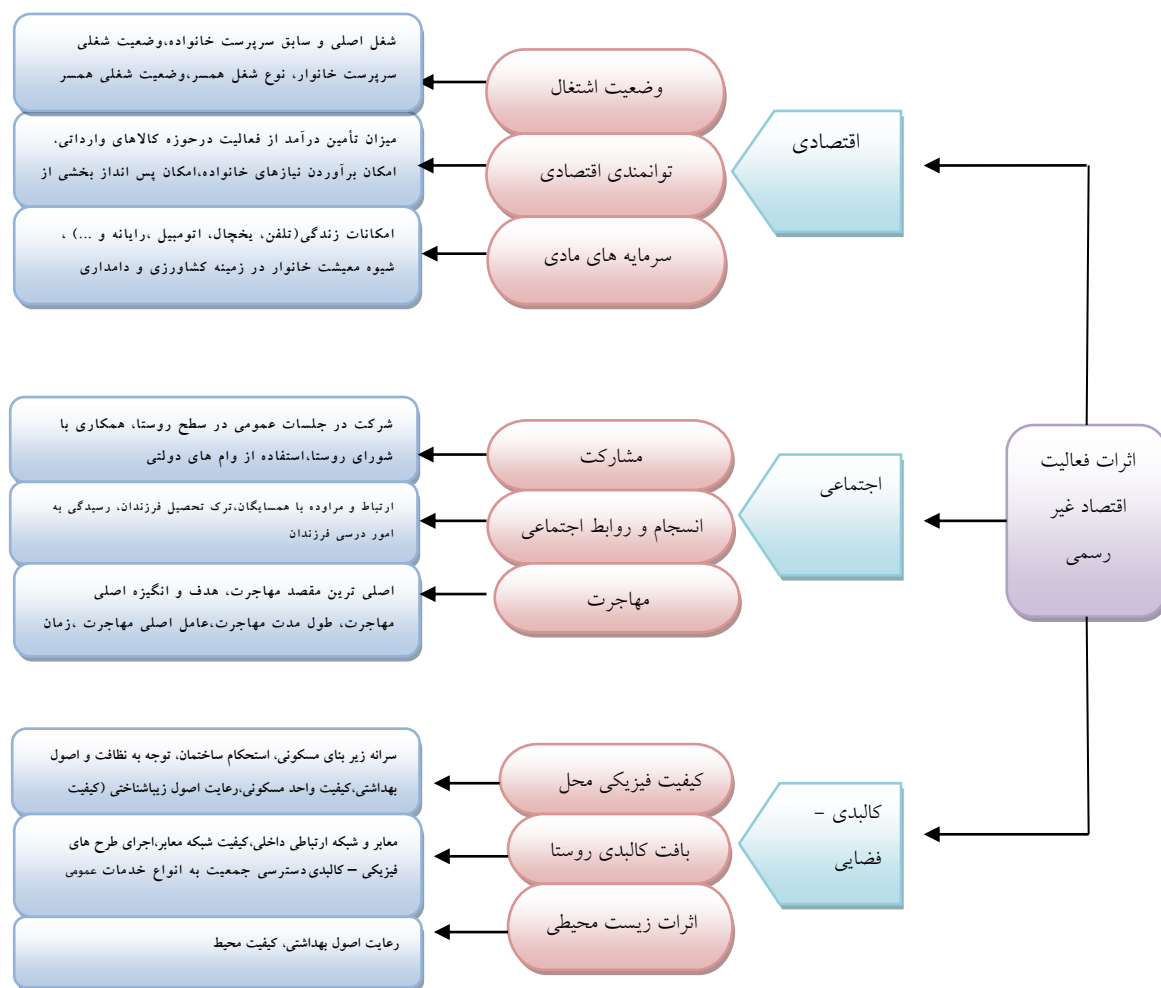 اثرات فعالیت
اقتصاد غیر
رسمی
اقتصادی
وضعیت اشتغال
شغل اصلی و سابق سرپرست خانواده،وضعیت شغلی
سرپرست خانوار، نوع شغل همسر،وضعیت شغلی همسر
توانمندی اقتصادی
میزان تأمین درآمد از فعالیت درحوزه کالاهای وارداتی،
امکان برآوردن نیازهای خانواده،امکان پس انداز بخشی از
سرمایه های مادی
امکانات زندگی(تلفن، یخچال، اتومبیل ،رایانه و ...) ،
شیوه معیشت خانوار در زمینه کشاورزی و دامداری
اجتماعی
مشارکت
شرکت در جلسات عمومی در سطح روستا، همکاری با
شورای روستا،استفاده از وام های دولتی
انسجام و روابط اجتماعی
ارتباط و مراوده با همسایگان،ترک تحصیل فرزندان، رسیدگی به
امور درسی فرزندان
مهاجرت
اصلی ترین مقصد مهاجرت، هدف و انگیزه اصلی
مهاجرت، طول مدت مهاجرت،عامل اصلی مهاجرت ،زمان
کالبدی –
فضایی
کیفیت فیزیکی محل
سرانه زیر بنای مسکونی، استحکام ساختمان، توجه به نظافت و اصول
بهداشتی،کیفیت واحد مسکونی،رعایت اصول زیباشناختی (کیفیت
بافت کالبدی روستا
معابر و شبکه ارتباطی داخلی،کیفیت شبکه معابر،اجرای طرح های
فیزیکی – کالبدی دسترسی جمعیت به انواع خدمات عمومی
اثرات زیست محیطی
رعایت اصول بهداشتی، کیفیت محیط